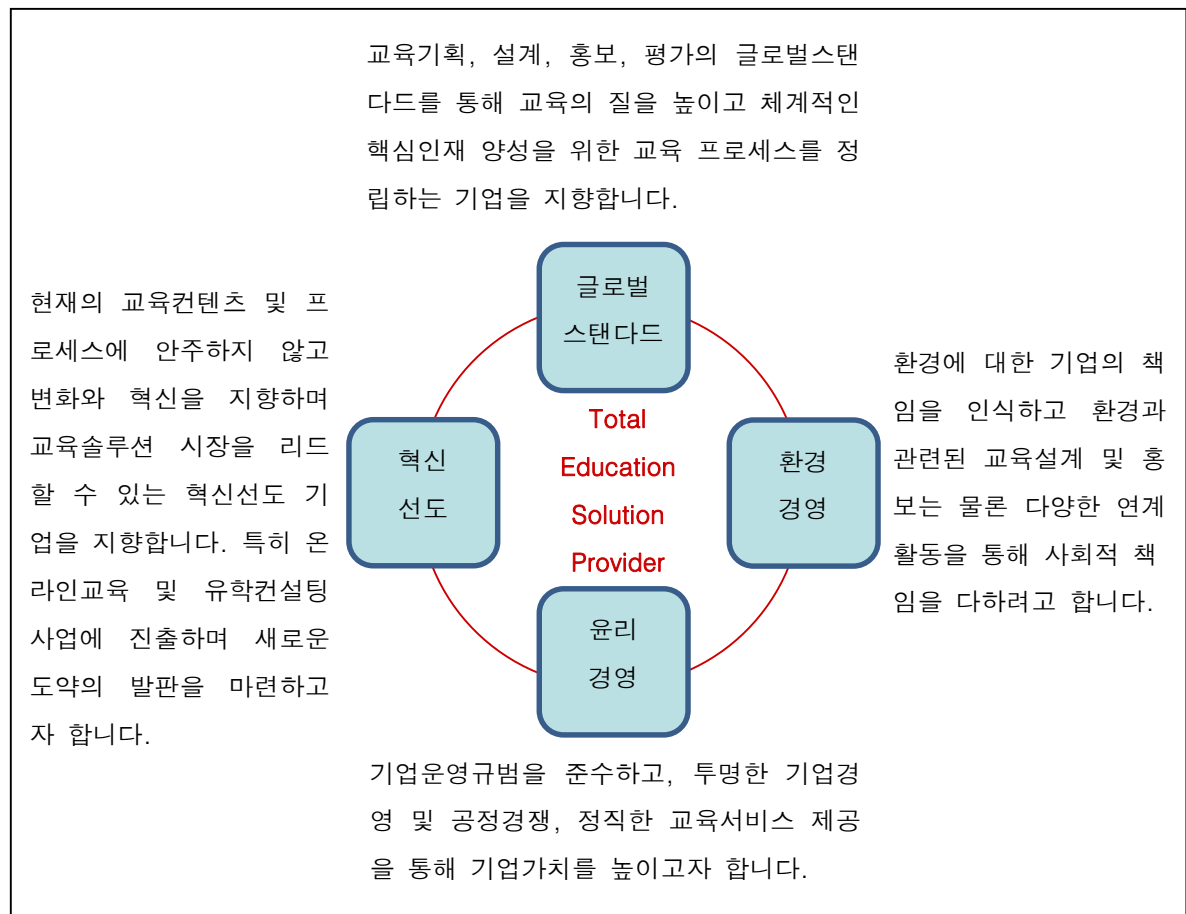 교육기획, 설계, 홍보, 평가의 글로벌스탠
다드를 통해 교육의 질을 높이고 체계적인
핵심인재 양성을 위한 교육 프로세스를 정
립하는 기업을 지향합니다.
글로벌
스탠다드
현재의 교육컨텐츠 및 프
로세스에 안주하지 않고
변화와 혁신을 지향하며
교육솔루션 시장을 리드
할 수 있는 혁신선도 기
업을 지향합니다. 특히 온
라인교육 및 유학컨설팅
사업에 진출하며 새로운
도약의 발판을 마련하고
자 합니다.
혁신
선도
Total
Education
Solution
Provider
환경
경영
환경에 대한 기업의 책
임을 인식하고 환경과
관련된 교육설계 및 홍
보는 물론 다양한 연계
활동을 통해 사회적 책
임을 다하려고 합니다.
윤리
경영
기업운영규범을 준수하고, 투명한 기업경
영 및 공정경쟁, 정직한 교육서비스 제공
을 통해 기업가치를 높이고자 합니다.